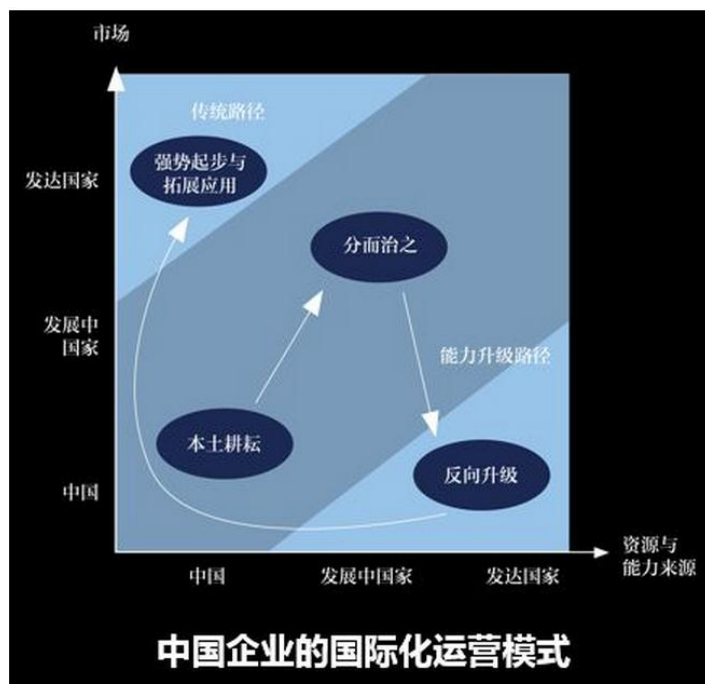 市场
传统路径
强势起步与
拓展应用
发达国家
分而治之
发展中
国家
能力升级路径
本土耕耘
反向升级
中国
资源与
能力来源
中国
发展中国家
发达国家
中国企业的国际化运营模式